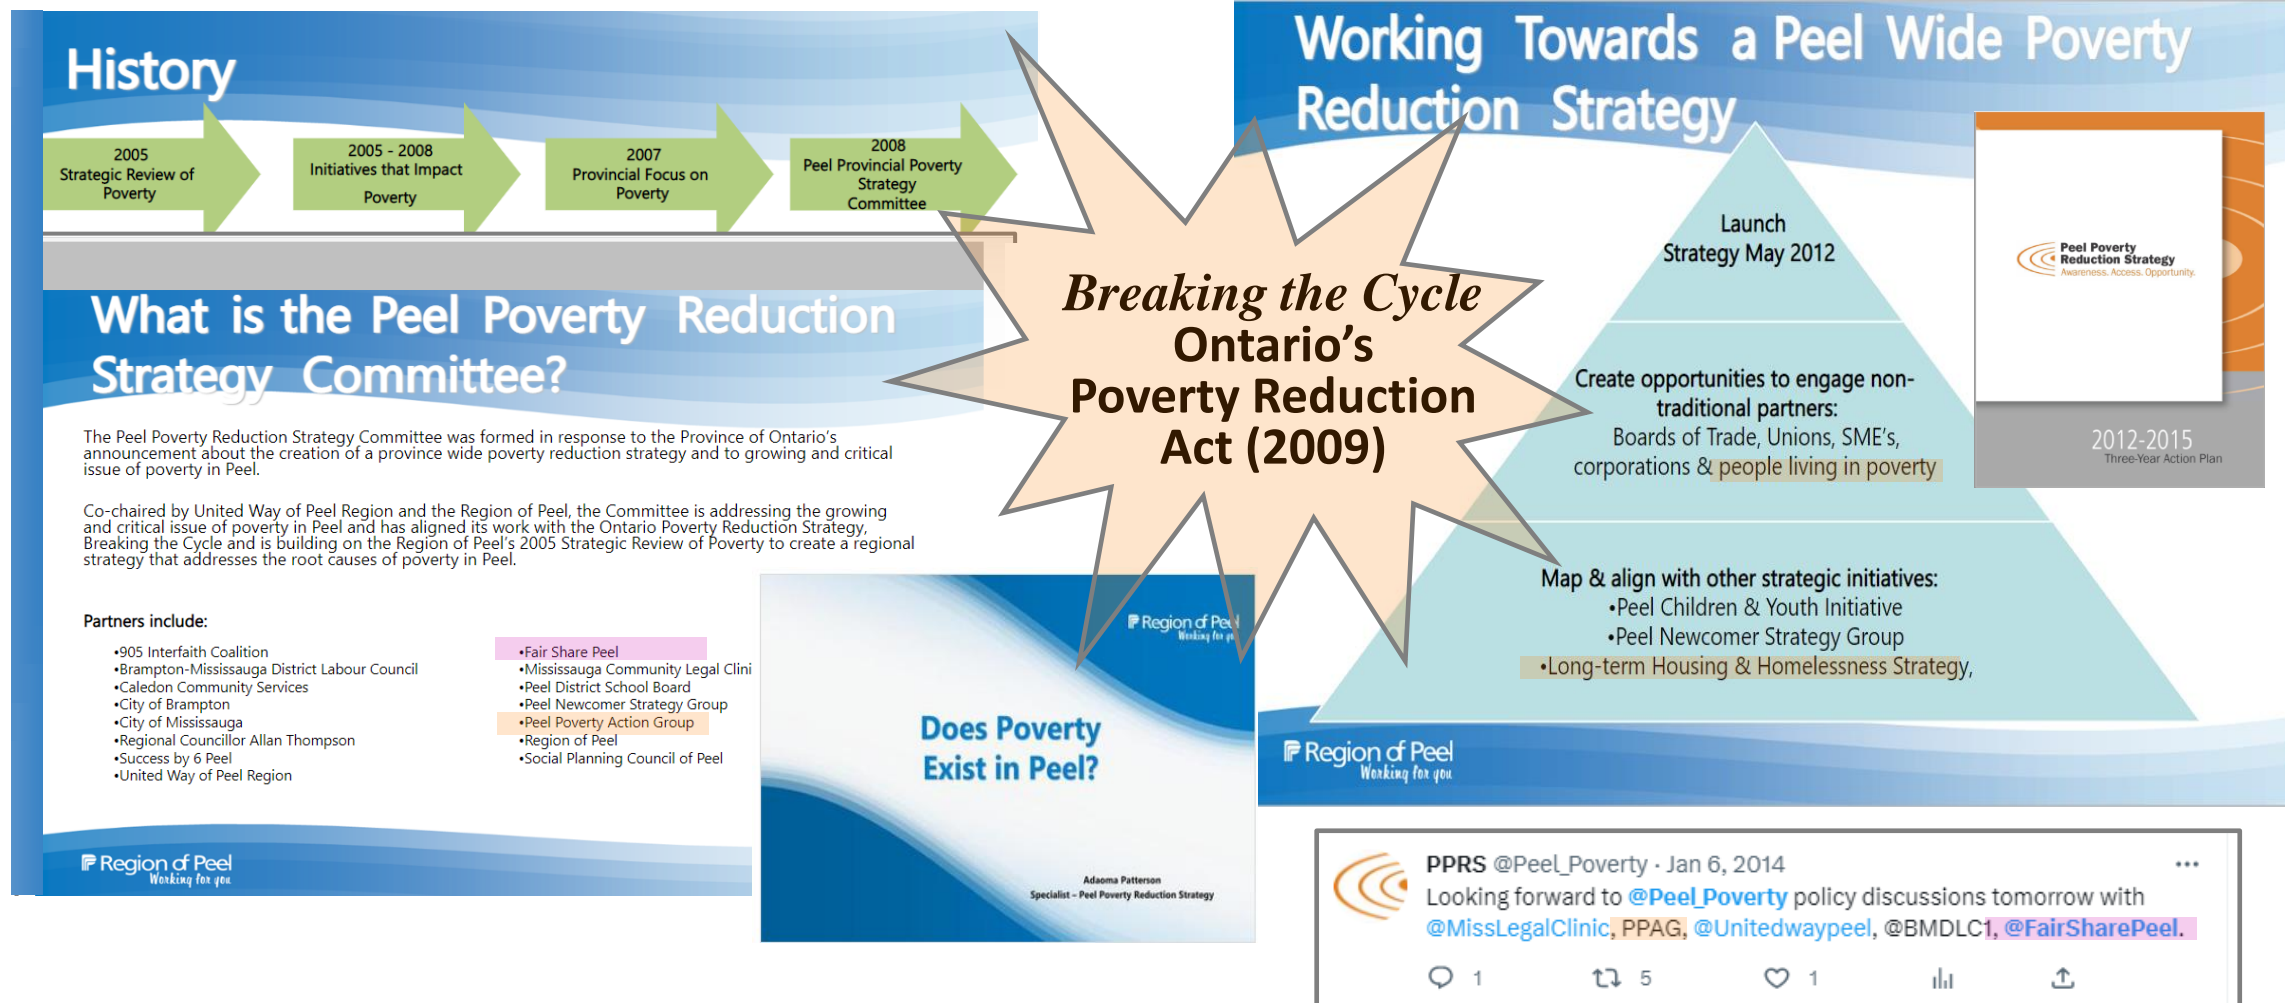 History
2005
Strategic Review of
Poverty
2005 - 2008
Initiatives that Impact
Poverty
2007
Provincial Focus on
Poverty
2008
Peel Provincial Poverty
Strategy
Committee
What is the Peel Poverty Reduction
Strategy Committee?
The Peel Poverty Reduction Strategy Committee was formed in response to the Province of Ontario's
announcement about the creation of a province wide poverty reduction strategy and to growing and critical
issue of poverty in Peel.
Co-chaired by United Way of Peel Region and the Region of Peel, the Committee is addressing the growing
and critical issue of poverty in Peel and has aligned its work with the Ontario Poverty Reduction Strategy,
Breaking the Cycle and is building on the Region of Peel's 2005 Strategic Review of Poverty to create a regional
strategy that addresses the root causes of poverty in Peel.
Partners include:
•905 Interfaith Coalition
•Brampton-Mississauga District Labour Council
•Caledon Community Services
•City of Brampton
•City of Mississauga
•Regional Councillor Allan Thompson
•Success by 6 Peel
•United Way of Peel Region
•Fair Share Peel
•Mississauga Community Legal Clini
•Peel District School Board
•Peel Newcomer Strategy Group
•Peel Poverty Action Group
•Region of Peel
•Social Planning Council of Peel
Region of Peel
Working for you
Breaking the Cycle
Ontario's
Poverty Reduction
Act (2009)
Region of Peel
Working for you
Does Poverty
Exist in Peel?
Adaoma Patterson
Specialist – Peel Poverty Reduction Strategy
Working Towards a Peel Wide Poverty
Reduction Strategy
Launch
Strategy May 2012
Create opportunities to engage non-
traditional partners:
Boards of Trade, Unions, SME's,
corporations & people living in poverty
Map & align with other strategic initiatives:
•Peel Children & Youth Initiative
•Peel Newcomer Strategy Group
•Long-term Housing & Homelessness Strategy,
Region of Peel
Working for you
Peel Poverty
Reduction Strategy
Awareness. Access. Opportunity.
2012-2015
Three-Year Action Plan
PPRS @Peel_Poverty · Jan 6, 2014
Looking forward to @Peel_Poverty policy discussions tomorrow with
@MissLegalClinic, PPAG, @Unitedwaypeel, @BMDLC1, @FairSharePeel.
1 5 1